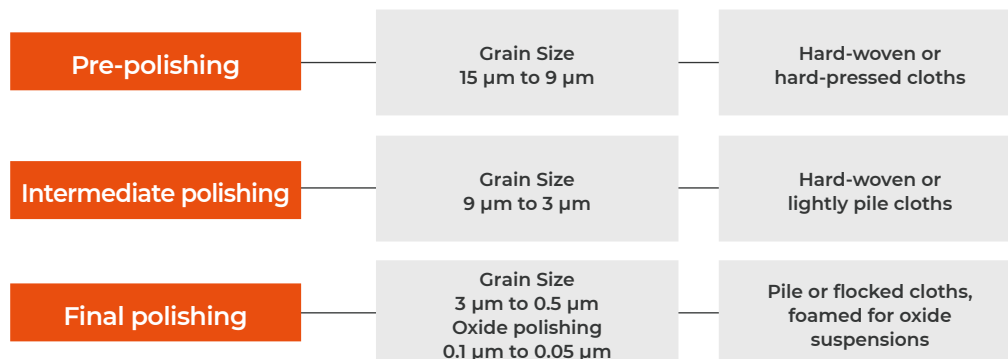 Pre-polishing
Grain Size
15 µm to 9 µm
Hard-woven or
hard-pressed cloths
Intermediate polishing
Grain Size
9 µm to 3 µm
Hard-woven or
lightly pile cloths
Final polishing
Grain Size
3 µm to 0.5 µm
Oxide polishing
0.1 µm to 0.05 µm
Pile or flocked cloths,
foamed for oxide
suspensions